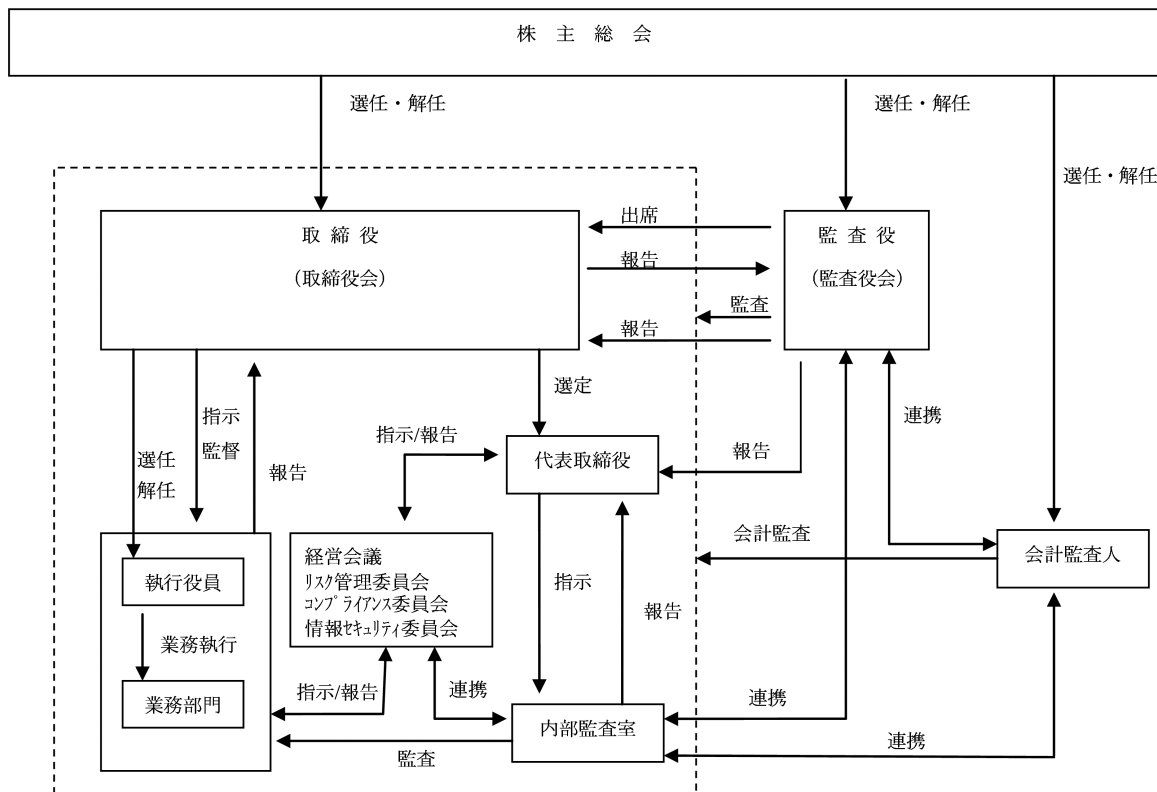 株 主 総 会
選任・解任
選任・解任
選任・解任
取 締 役
（取締役会）
出席
報告
監査
報告
監 査 役
（監査役会）
選定
連携
指示
監督
選任
解任
報告
指示/報告
代表取締役
報告
会計監査
会計監査人
執行役員
業務執行
業務部門
経営会議
ﾘｽｸ管理委員会
ｺﾝﾌﾟﾗｲｱﾝｽ委員会
情報ｾｷｭﾘﾃｨ委員会
指示
報告
指示/報告
連携
内部監査室
連携
連携
監査